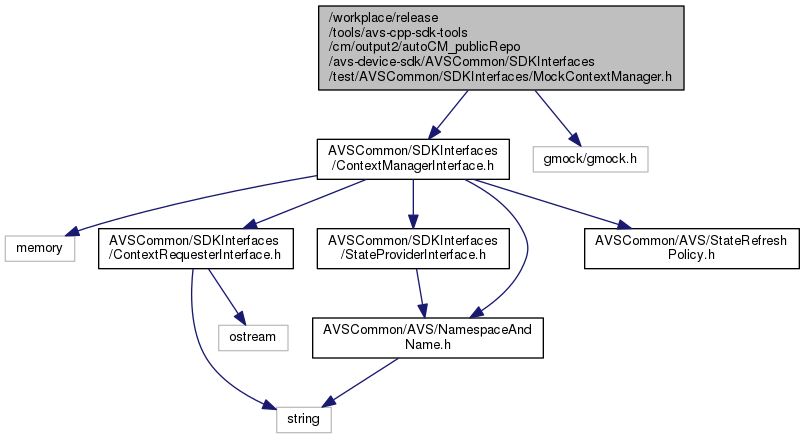 /workplace/release
/tools/avs-cpp-sdk-tools
/cm/output2/autoCM_publicRepo
/avs-device-sdk/AVSCommon/SDKInterfaces
/test/AVSCommon/SDKInterfaces/MockContextManager.h
AVSCommon/SDKInterfaces
/ContextManagerInterface.h
gmock/gmock.h
memory
AVSCommon/SDKInterfaces
/ContextRequesterInterface.h
AVSCommon/SDKInterfaces
/StateProviderInterface.h
AVSCommon/AVS/StateRefresh
Policy.h
ostream
AVSCommon/AVS/NamespaceAnd
Name.h
string